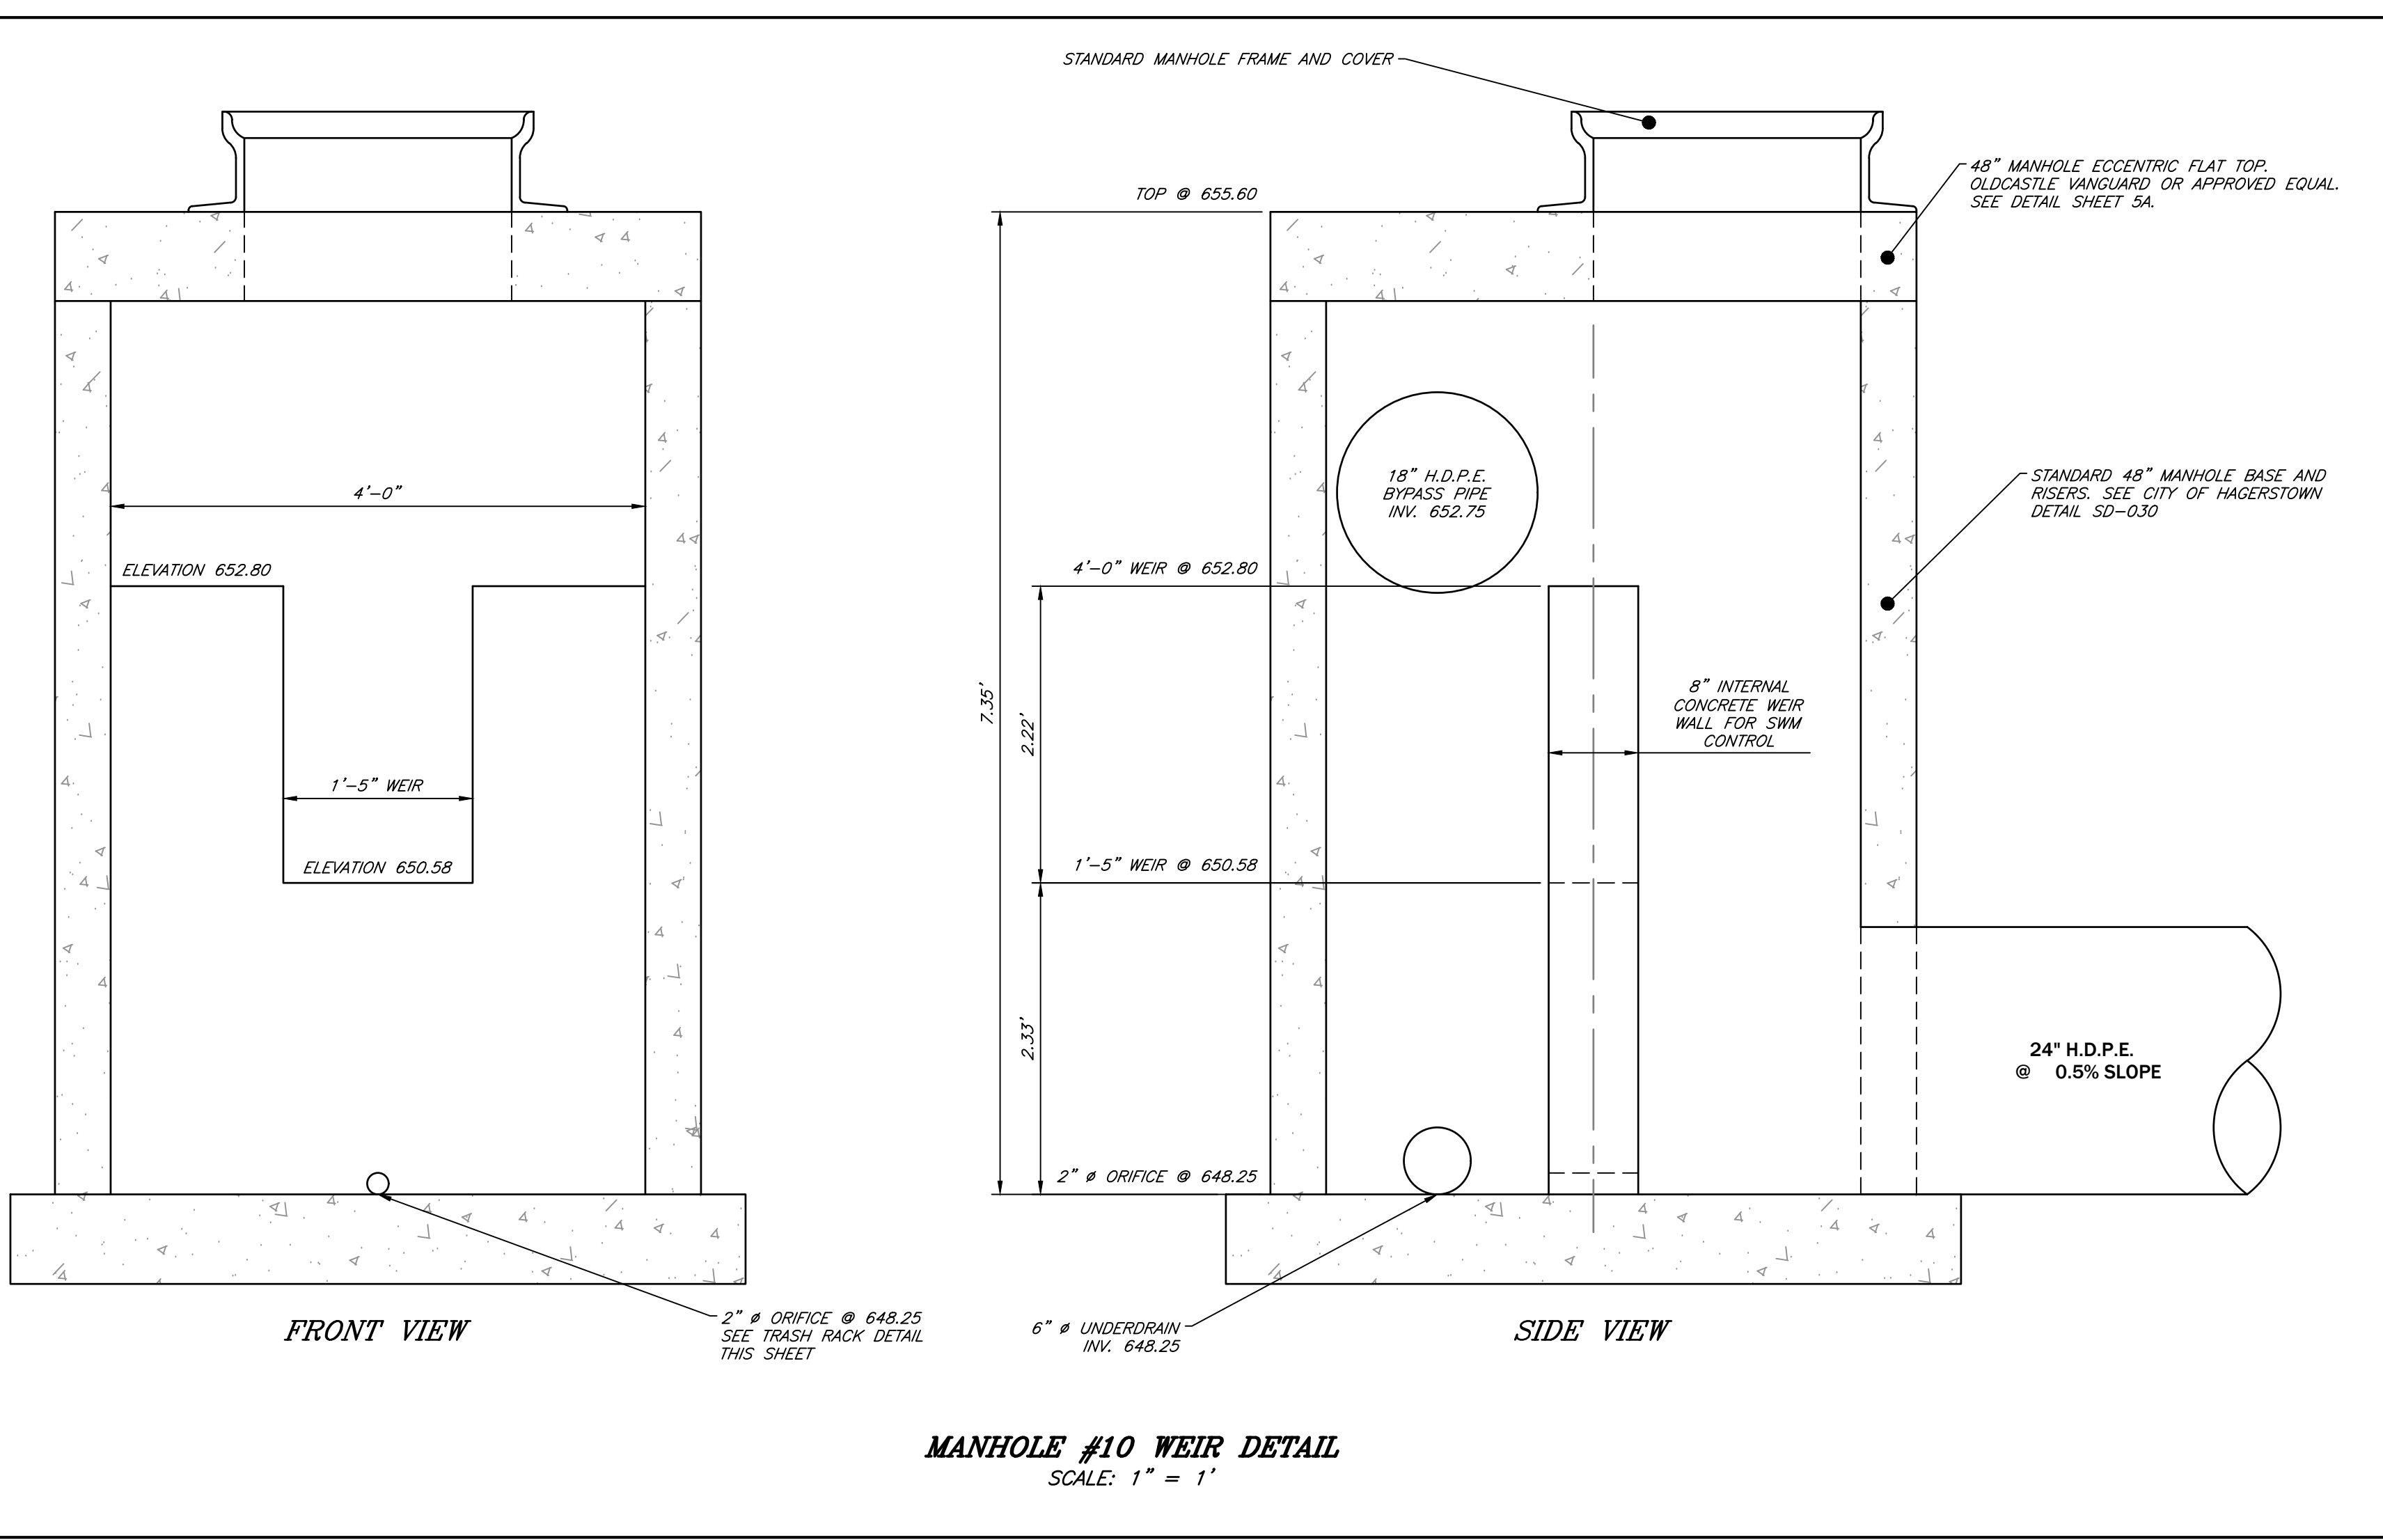 STANDARD MANHOLE FRAME AND COVER
TOP @ 655.60
48" MANHOLE ECCENTRIC FLAT TOP.
OLDCASTLE VANGUARD OR APPROVED EQUAL.
SEE DETAIL SHEET 5A.
4'-0"
ELEVATION 652.80
1'-5" WEIR
ELEVATION 650.58
18" H.D.P.E.
BYPASS PIPE
INV. 652.75
STANDARD 48" MANHOLE BASE AND
RISERS. SEE CITY OF HAGERSTOWN
DETAIL SD-030
4'-0" WEIR @ 652.80
7.35'
2.22'
8" INTERNAL
CONCRETE WEIR
WALL FOR SWM
CONTROL
1'-5" WEIR @ 650.58
2.33'
24" H.D.P.E.
@ 0.5% SLOPE
2" ø ORIFICE @ 648.25
2" ø ORIFICE @ 648.25
SEE TRASH RACK DETAIL
THIS SHEET
6" ø UNDERDRAIN
INV. 648.25
FRONT VIEW
SIDE VIEW
MANHOLE #10 WEIR DETAIL
SCALE: 1" = 1'